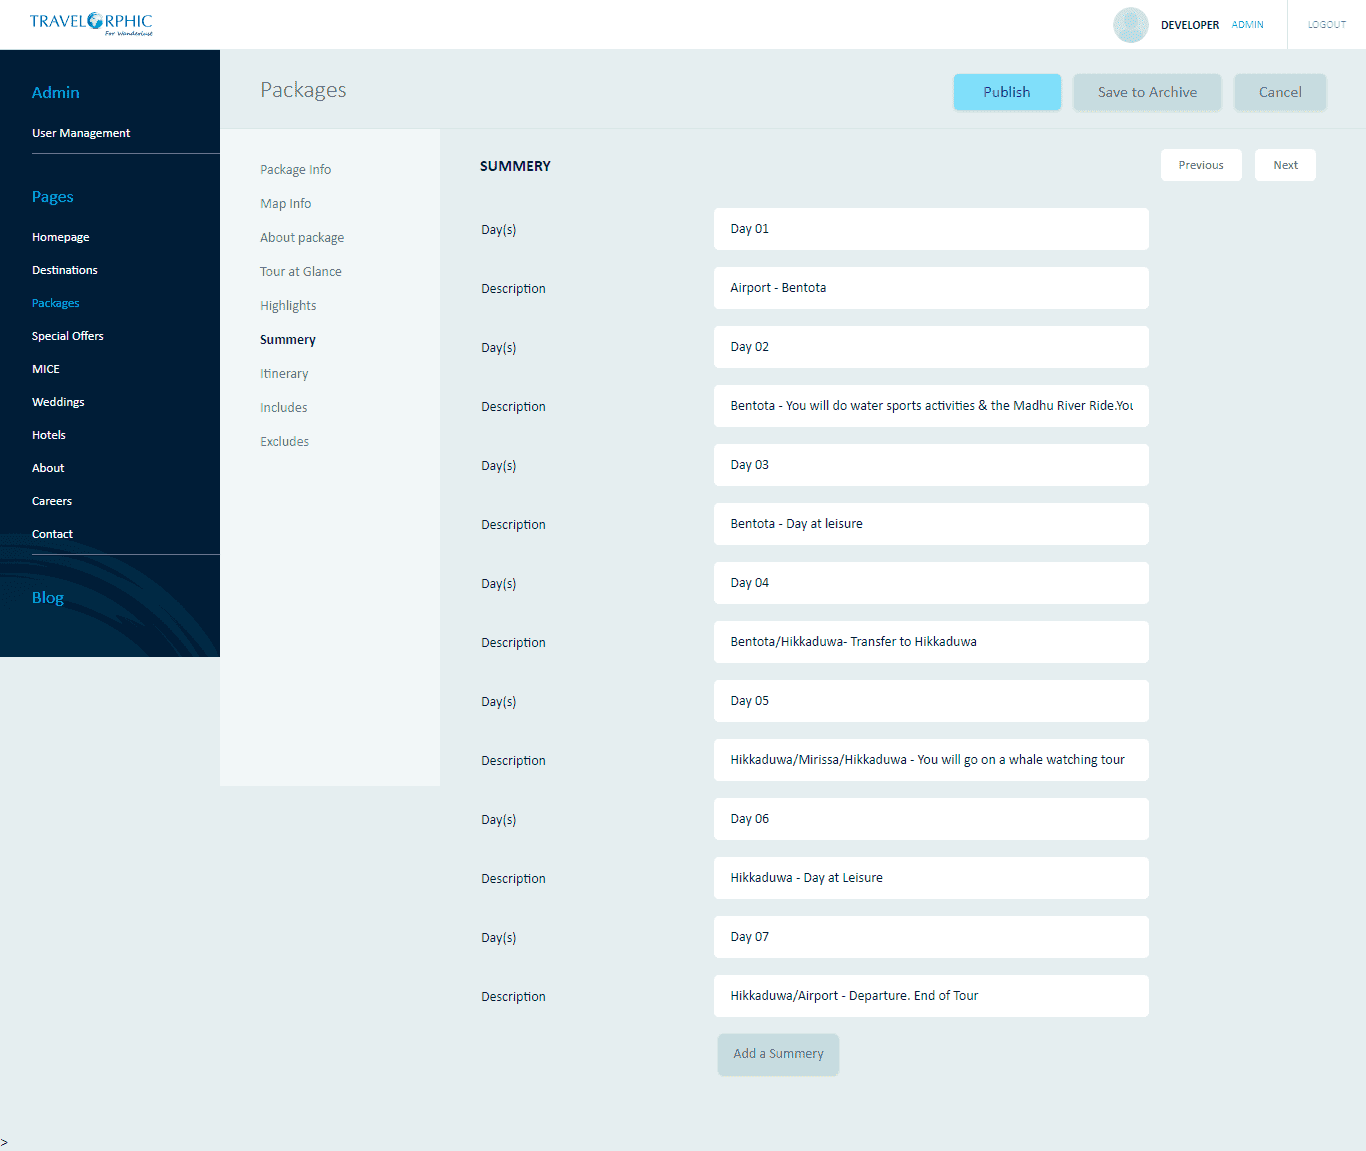 TRAVELORPHIC
For Wanderlust
DEVELOPER ADMIN LOGOUT
Admin
User Management
Pages
Homepage
Destinations
Packages
Special Offers
MICE
Weddings
Hotels
About
Careers
Contact
Blog
Packages
Publish Save to Archive Cancel
Package Info
Map Info
About package
Tour at Glance
Highlights
Summery
Itinerary
Includes
Excludes
SUMMERY
Previous Next
Day(s) Day 01
Description Airport - Bentota
Day(s) Day 02
Description Bentota - You will do water sports activities & the Madhu River Ride.You
Day(s) Day 03
Description Bentota - Day at leisure
Day(s) Day 04
Description Bentota/Hikkaduwa- Transfer to Hikkaduwa
Day(s) Day 05
Description Hikkaduwa/Mirissa/Hikkaduwa - You will go on a whale watching tour
Day(s) Day 06
Description Hikkaduwa - Day at Leisure
Day(s) Day 07
Description Hikkaduwa/Airport - Departure. End of Tour
Add a Summery
>